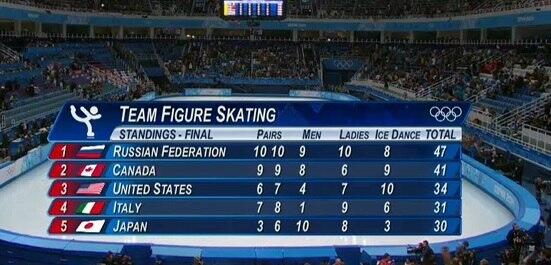 TEAM FIGURE SKATING
STANDINGS - FINAL PAIRS MEN LADIES ICE DANCE TOTAL
1 RUSSIAN FEDERATION 10 10 9 10 8 47
2 CANADA 9 9 8 6 9 41
3 UNITED STATES 6 7 4 7 10 34
4 ITALY 7 8 1 9 6 31
5 JAPAN 3 6 10 8 3 30